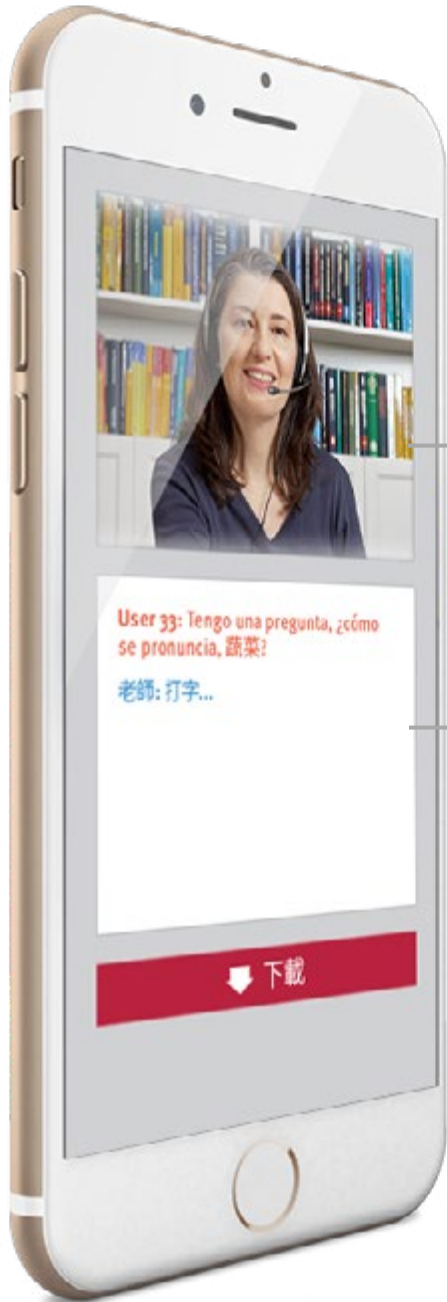 User 33: Tengo una pregunta, ¿cómo
se pronuncia, 蔬菜?
老師: 打字...
下載